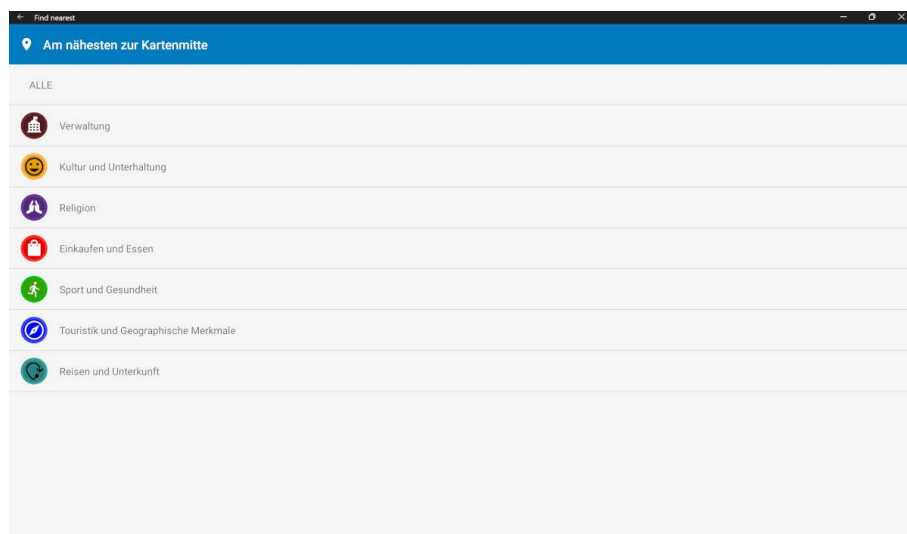 Find nearest
Am nähesten zur Kartenmitte
ALLE
Verwaltung
Kultur und Unterhaltung
Religion
Einkaufen und Essen
Sport und Gesundheit
Touristik und Geographische Merkmale
Reisen und Unterkunft